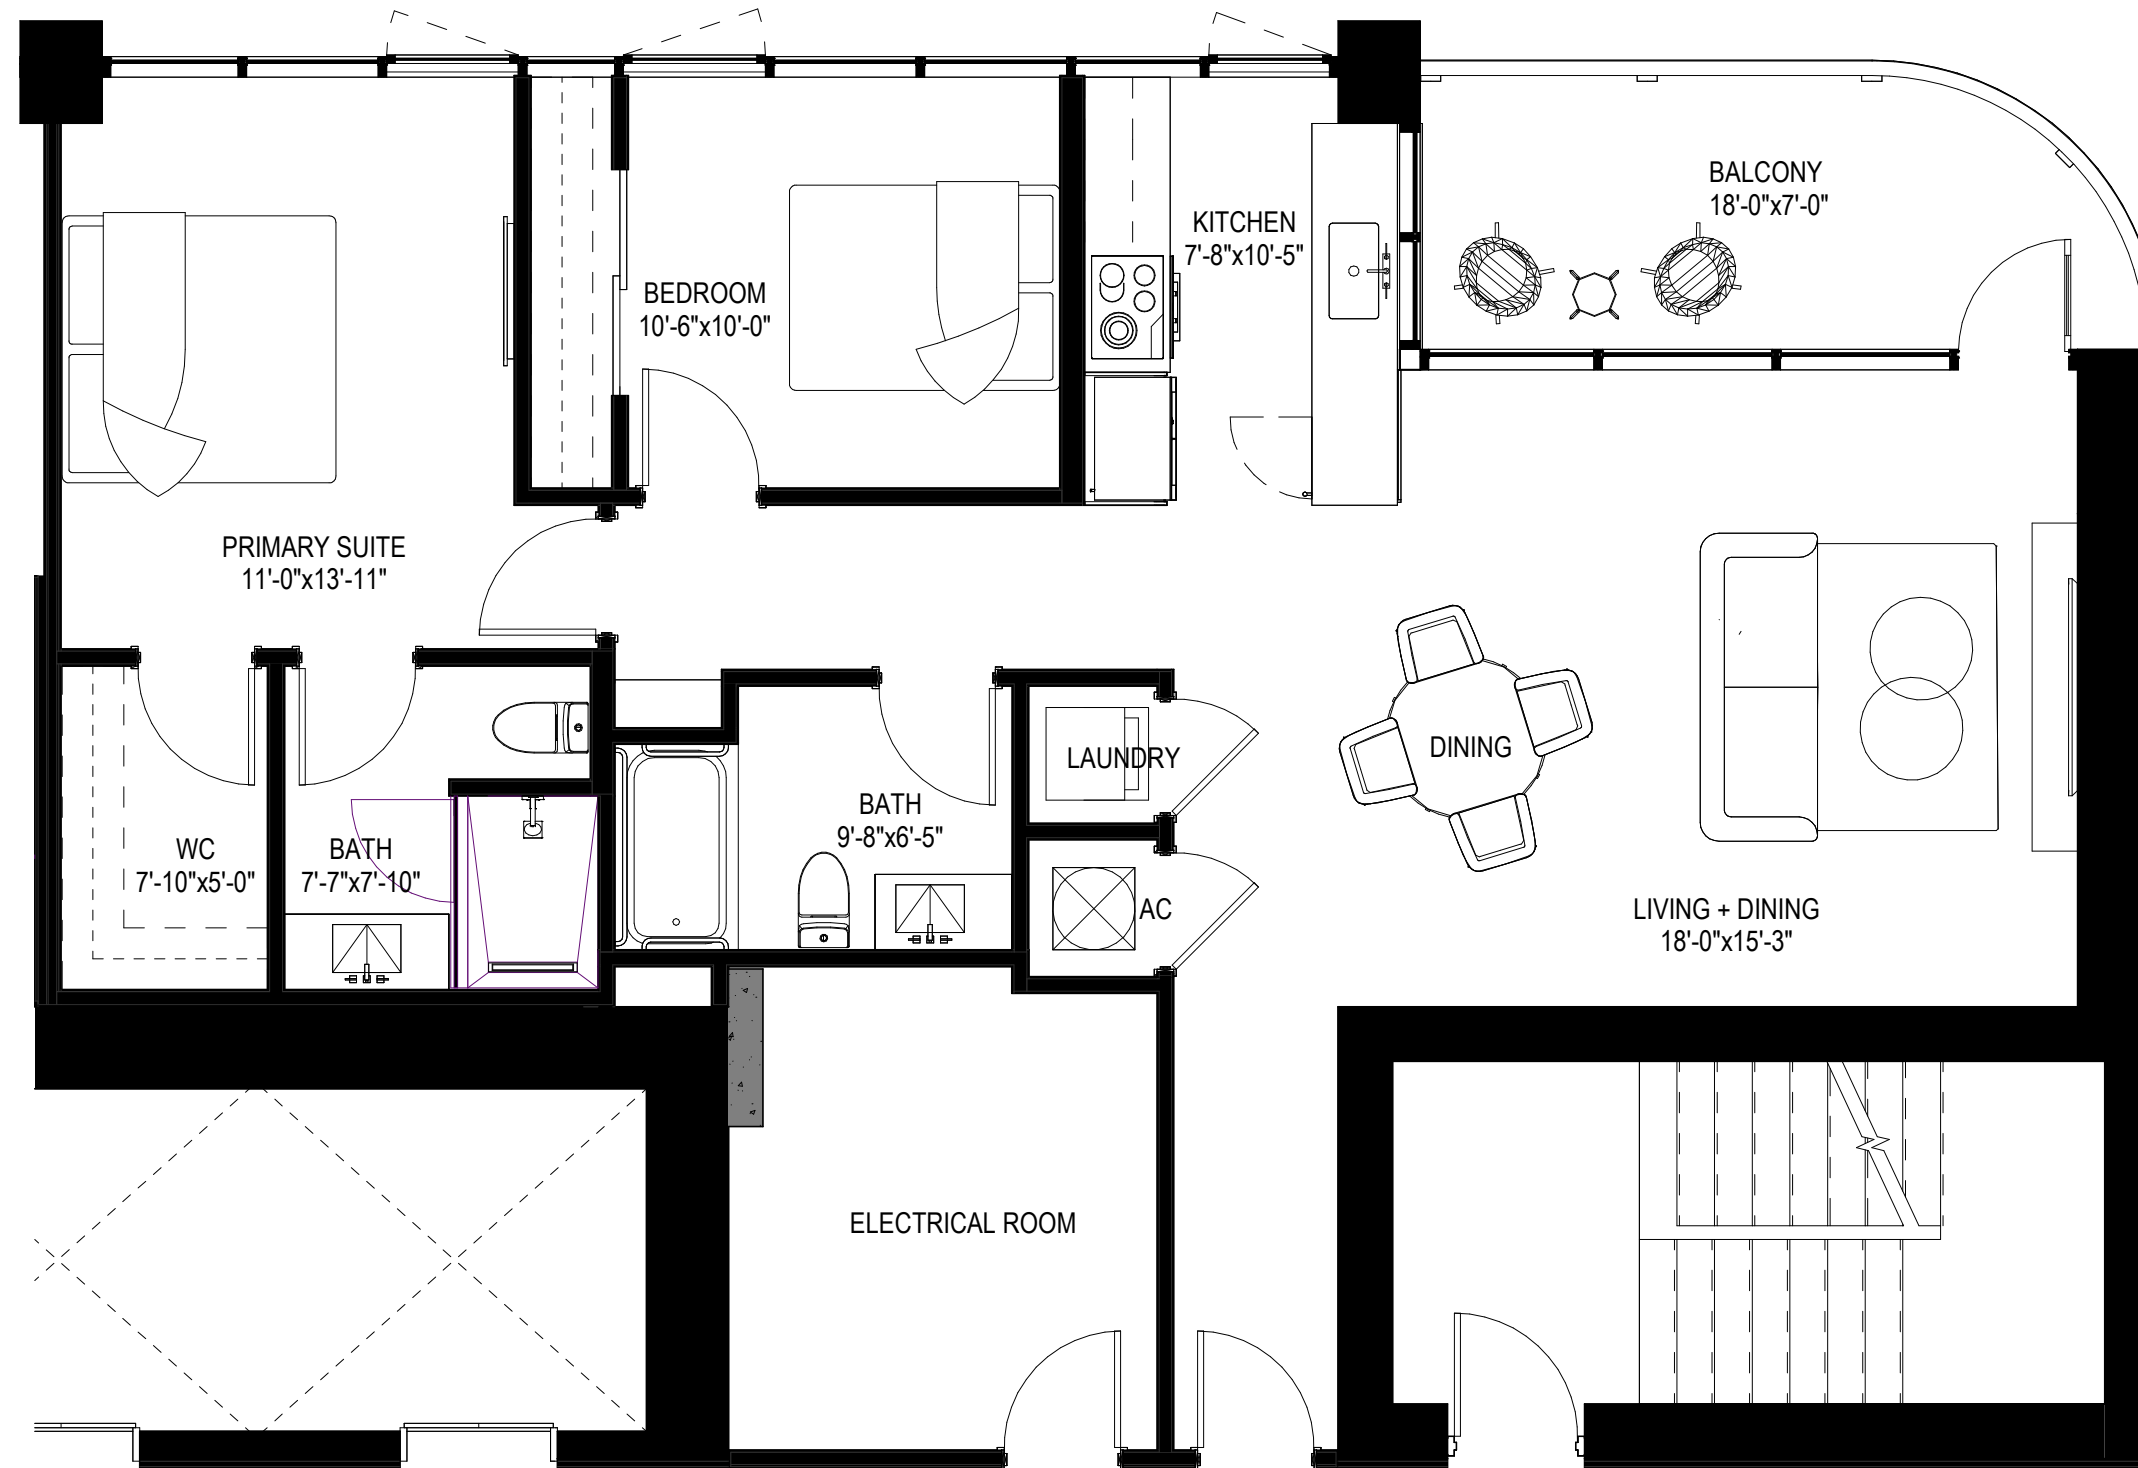 BALCONY
18'-0"x7'-0"
KITCHEN
7'-8"x10'-5"
BEDROOM
10'-6"x10'-0"
PRIMARY SUITE
11'-0"x13'-11"
DINING
LAUNDRY
BATH
9'-8"x6'-5"
WC
7'-10"x5'-0"
BATH
7'-7"x7'-10"
AC
LIVING + DINING
18'-0"x15'-3"
ELECTRICAL ROOM